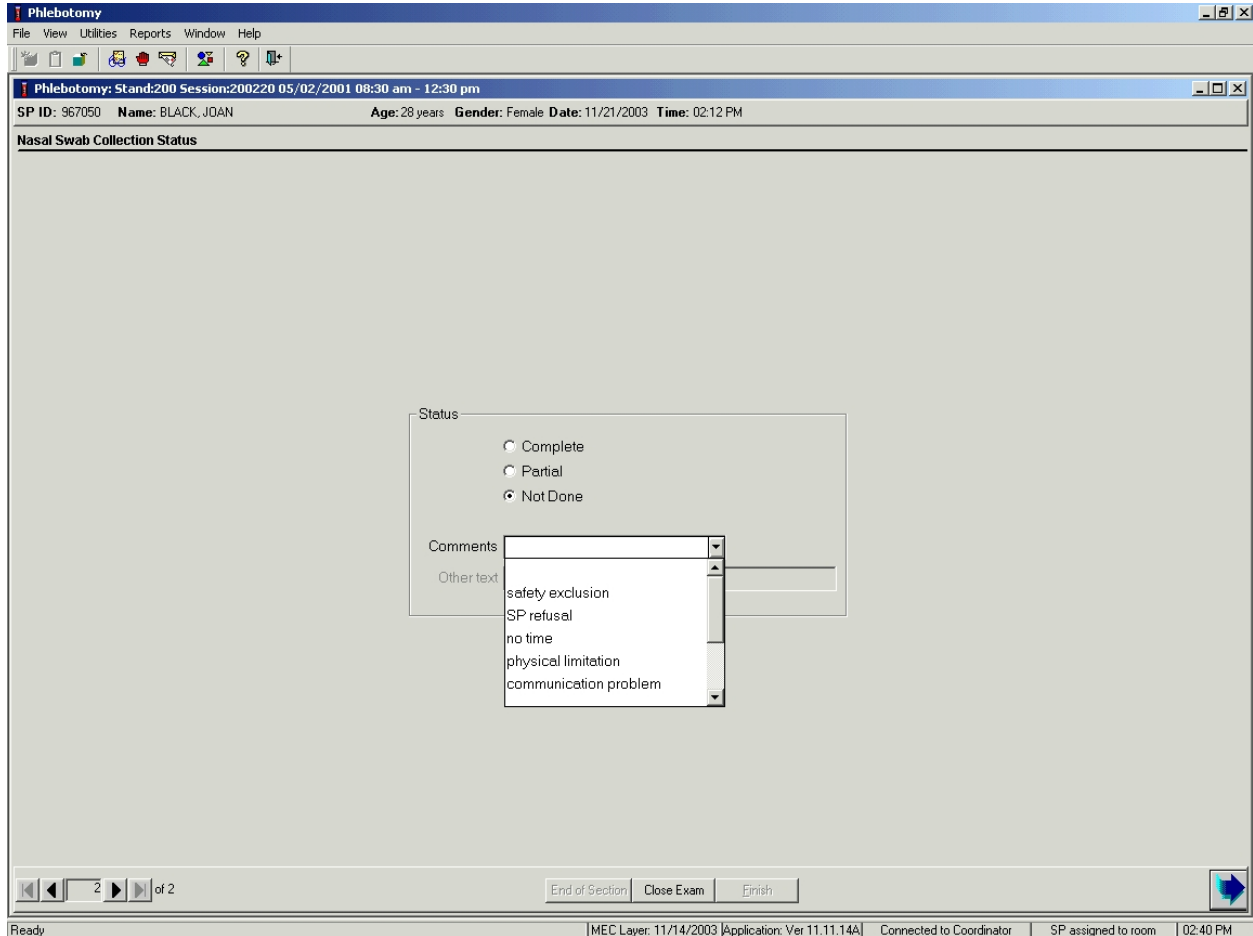 Phlebotomy
File View Utilities Reports Window Help
Phlebotomy: Stand:200 Session:200220 05/02/2001 08:30 am - 12:30 pm
SP ID: 967050 Name: BLACK, JOAN Age: 28 years Gender: Female Date: 11/21/2003 Time: 02:12 PM
Nasal Swab Collection Status
Status
Complete
Partial
Not Done
Comments
Other text
safety exclusion
SP refusal
no time
physical limitation
communication problem
2 of 2
End of Section Close Exam Finish
Ready MEC Layer: 11/14/2003 Application: Ver 11.11.14A Connected to Coordinator SP assigned to room 02:40 PM